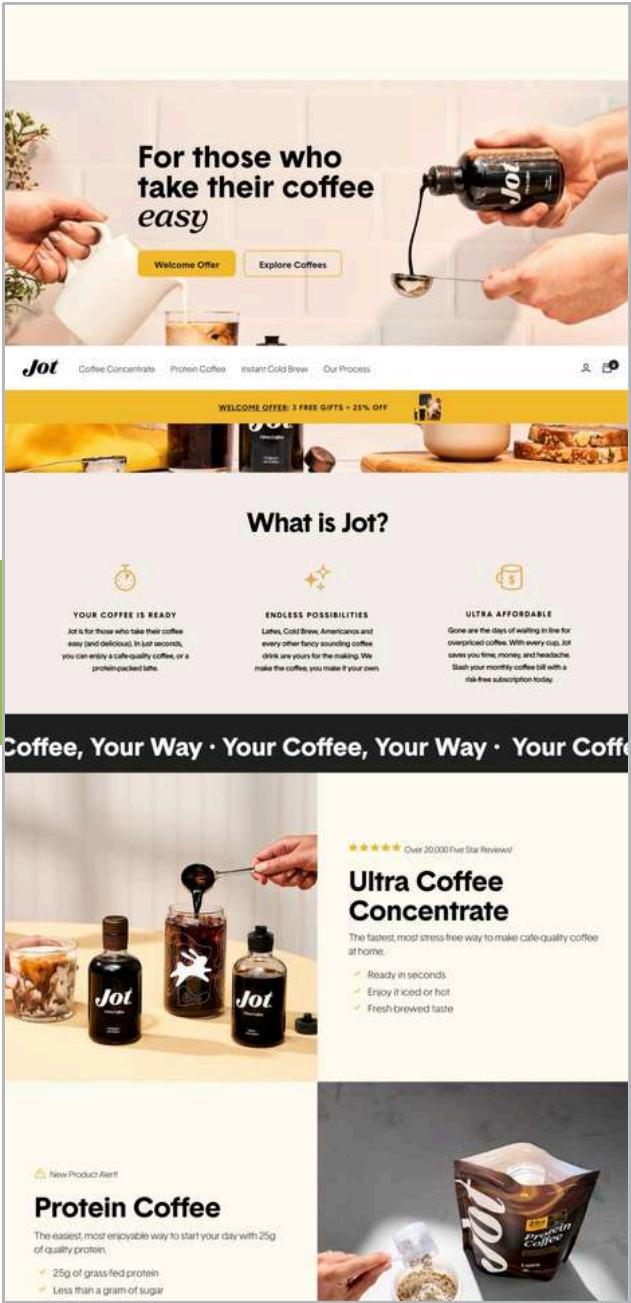 For those who
take their coffee
easy
Welcome Offer
Explore Coffees
Jot
Jot
Coffee Concentrate
Protein Coffee
Instant Cold Brew
Our Process
WELCOME OFFER: 3 FREE GIFTS + 25% OFF
Jot
What is Jot?
YOUR COFFEE IS READY
Jot is for those who take their coffee
easy (and delicious). In just seconds,
you can enjoy a cafe-quality coffee, or a
protein-packed latte.
ENDLESS POSSIBILITIES
Lattes, Cold Brew, Americanos and
every other fancy sounding coffee
drink are yours for the making. We
make the coffee, you make it your own.
ULTRA AFFORDABLE
Gone are the days of waiting in line for
overpriced coffee. With every cup, Jot
saves you time, money, and headache.
Slash your monthly coffee bill with a
risk-free subscription today.
Coffee, Your Way · Your Coffee, Your Way · Your Coffe
Jot
Jot
Over 20,000 Five Star Reviews!
Ultra Coffee
Concentrate
The fastest, most stress-free way to make cafe-quality coffee
at home.
Ready in seconds
Enjoy it iced or hot
Fresh-brewed taste
New Product Alert!
Protein Coffee
The easiest, most enjoyable way to start your day with 25g
of quality protein.
25g of grass-fed protein
Less than a gram of sugar
Jot
Protein
Coffee